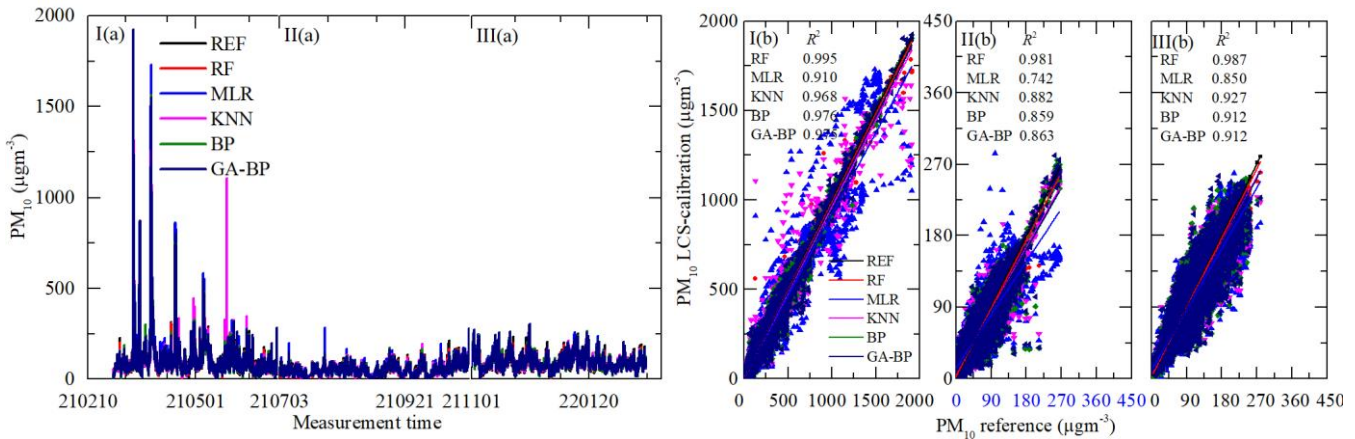 2000
1500
1000
500
0
PM10 (µgm-3)
I(a)
II(a)
III(a)
REF
RF
MLR
KNN
BP
GA-BP
210210
210501
210703
210921
211101
220120
Measurement time
2000
1500
1000
500
0
PM10 LCS-calibration (µgm-3)
I(b) R2
RF 0.995
MLR 0.910
KNN 0.968
BP 0.976
GA-BP
REF
RF
MLR
KNN
BP
GA-BP
0 500 1000 1500 2000
450
360
270
180
90
0
II(b) R2
RF 0.981
MLR 0.742
KNN 0.882
BP 0.859
GA-BP 0.863
0 90 180 270 360 450
III(b) R2
RF 0.987
MLR 0.850
KNN 0.927
BP 0.912
GA-BP 0.912
0 90 180 270 360 450
PM10 reference (µgm-3)